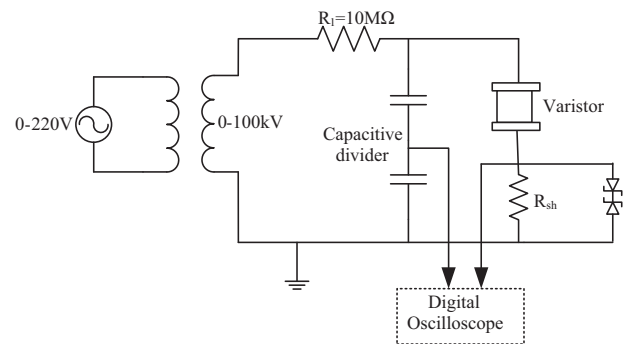 R₁=10MΩ
0-220V
0-100kV
Capacitive
divider
Varistor
Rsh
Digital
Oscilloscope